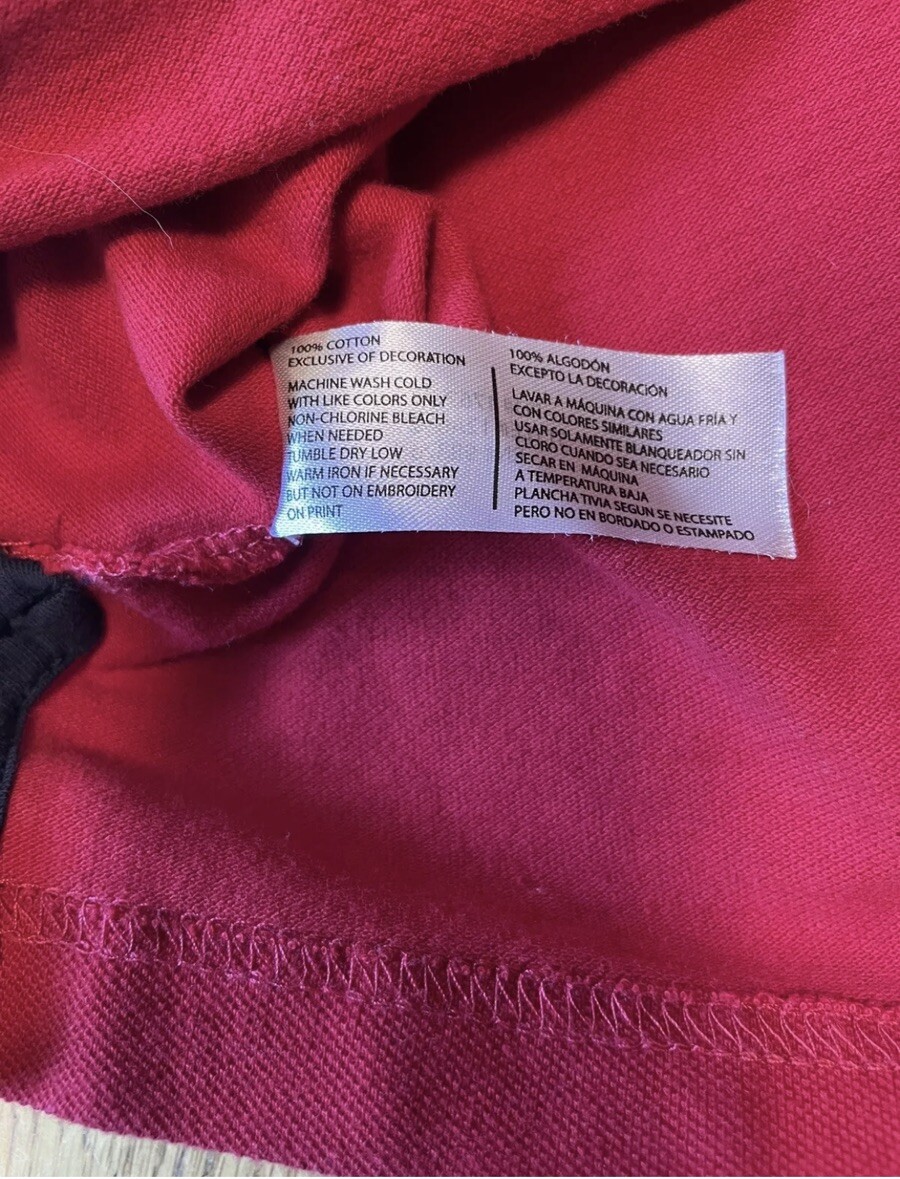 100% COTTON
EXCLUSIVE OF DECORATION
MACHINE WASH COLD
WITH LIKE COLORS ONLY
NON-CHLORINE BLEACH
WHEN NEEDED
TUMBLE DRY LOW
WARM IRON IF NECESSARY
BUT NOT ON EMBROIDERY
ON PRINT
100% ALGODÓN
EXCEPTO LA DECORACIÓN
LAVAR A MÁQUINA CON AGUA FRÍA Y
CON COLORES SIMILARES
USAR SOLAMENTE BLANQUEADOR SIN
CLORO CUANDO SEA NECESARIO
SECAR EN MÁQUINA
A TEMPERATURA BAJA
PLANCHA TIVIA SEGUN SE NECESITE
PERO NO EN BORDADO O ESTAMPADO